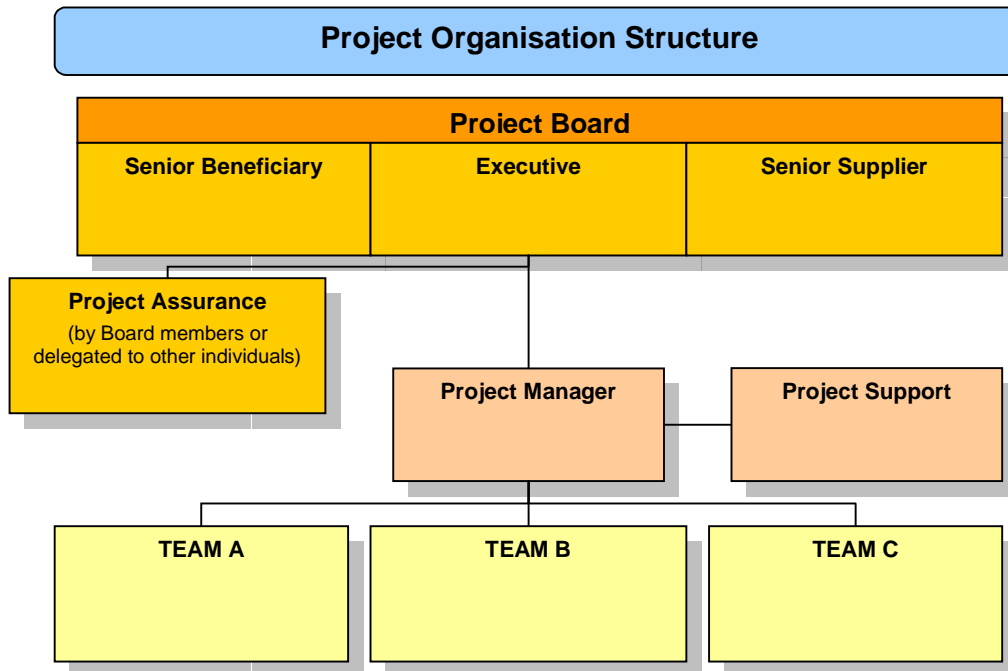 Project Organisation Structure
Project Board
Senior Beneficiary
Executive
Senior Supplier
Project Assurance
(by Board members or
delegated to other individuals)
Project Manager
Project Support
TEAM A
TEAM B
TEAM C